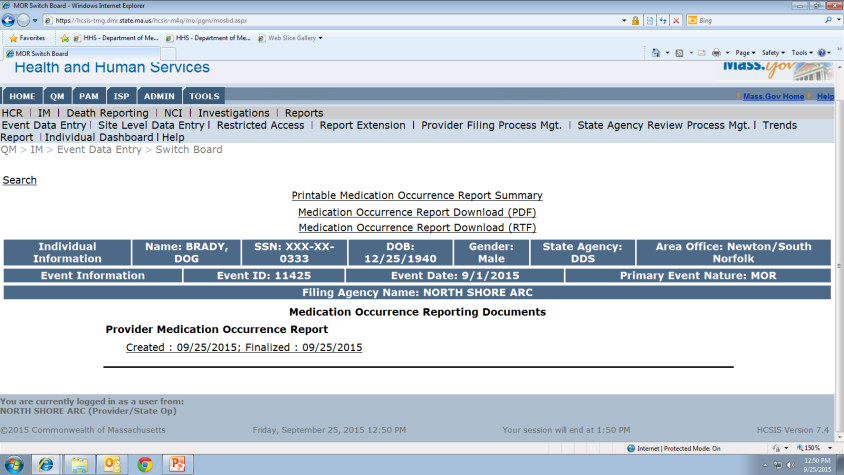 MOR Switch Board - Windows Internet Explorer
https://hcsis-trng.dmr.state.ma.us/hcsis-m4q/mo/pgm/mosbd.aspx
Bing
Favorites HHS - Department of Me... HHS - Department of Me... Web Slice Gallery
MOR Switch Board
Page Safety Tools
Health and Human Services
Mass.Gov
HOME QM PAM ISP ADMIN TOOLS
Mass.Gov Home Help
HCR | IM | Death Reporting | NCI | Investigations | Reports
Event Data Entry | Site Level Data Entry | Restricted Access | Report Extension | Provider Filing Process Mgt. | State Agency Review Process Mgt. | Trends
Report | Individual Dashboard | Help
QM > IM > Event Data Entry > Switch Board
Search
Printable Medication Occurrence Report Summary
Medication Occurrence Report Download (PDF)
Medication Occurrence Report Download (RTF)
Individual Information Name: BRADY, DOG SSN: XXX-XX-0333 DOB: 12/25/1940 Gender: Male State Agency: DDS Area Office: Newton/South Norfolk
Event Information Event ID: 11425 Event Date: 9/1/2015 Primary Event Nature: MOR
Filing Agency Name: NORTH SHORE ARC
Medication Occurrence Reporting Documents
Provider Medication Occurrence Report
Created : 09/25/2015; Finalized : 09/25/2015
You are currently logged in as a user from:
NORTH SHORE ARC (Provider/State Op)
©2015 Commonwealth of Massachusetts Friday, September 25, 2015 12:50 PM Your session will end at 1:50 PM HCSIS Version 7.4
Internet | Protected Mode: On 150%
12:50 PM
9/25/2015